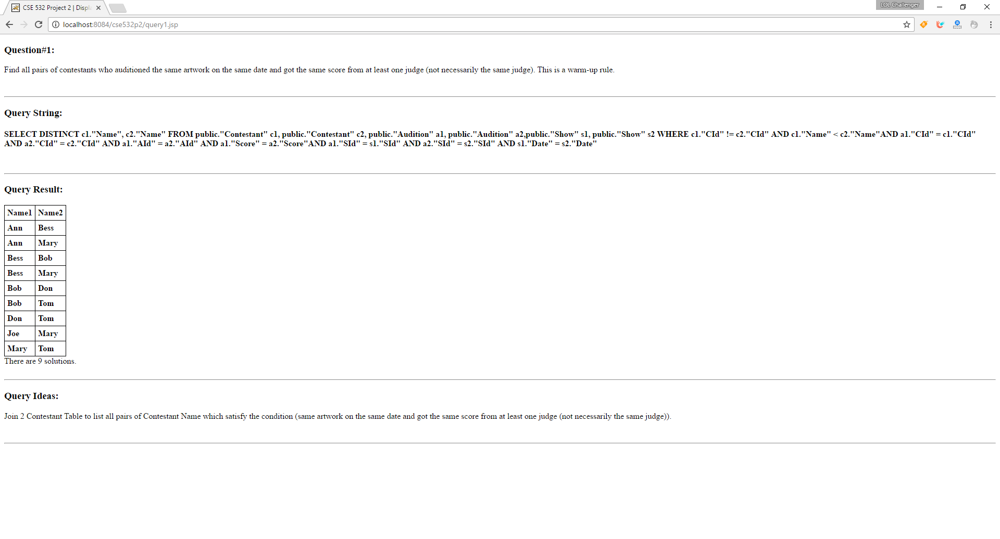 CSE 532 Project 2 | Displ
LOL Challenger
localhost:8084/cse532p2/query1.jsp
Question#1:
Find all pairs of contestants who auditioned the same artwork on the same date and got the same score from at least one judge (not necessarily the same judge). This is a warm-up rule.
Query String:
SELECT DISTINCT c1."Name", c2."Name" FROM public."Contestant" c1, public."Contestant" c2, public."Audition" a1, public."Audition" a2,public."Show" s1, public."Show" s2 WHERE c1."CId" != c2."CId" AND c1."Name" < c2."Name"AND a1."CId" = c1."CId"
AND a2."CId" = c2."CId" AND a1."AId" = a2."AId" AND a1."Score" = a2."Score"AND a1."SId" = s1."SId" AND a2."SId" = s2."SId" AND s1."Date" = s2."Date"
Query Result:
Name1 Name2
Ann Bess
Ann Mary
Bess Bob
Bess Mary
Bob Don
Bob Tom
Don Tom
Joe Mary
Mary Tom
There are 9 solutions.
Query Ideas:
Join 2 Contestant Table to list all pairs of Contestant Name which satisfy the condition (same artwork on the same date and got the same score from at least one judge (not necessarily the same judge)).